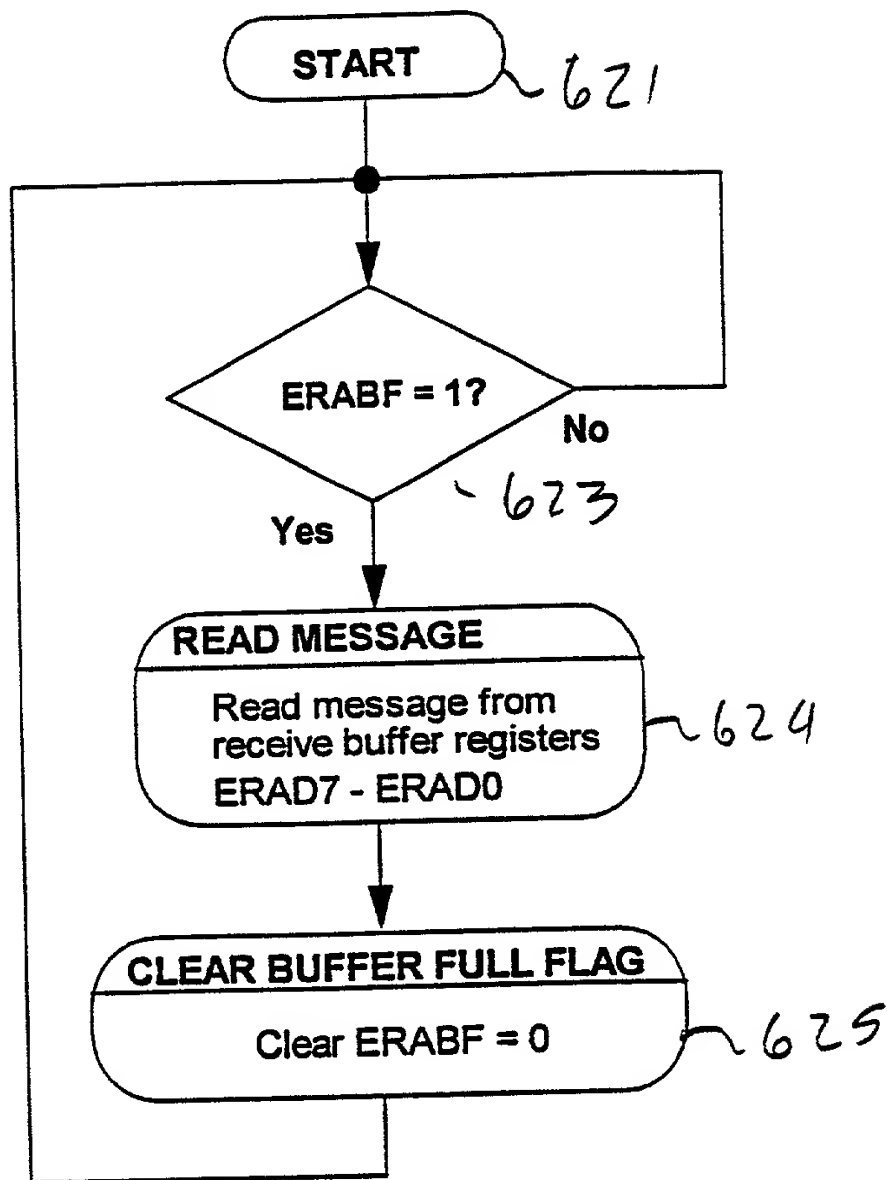 START
621
ERABF = 1?
No
623
Yes
READ MESSAGE
624
Read message from
receive buffer registers
ERAD7 - ERAD0
CLEAR BUFFER FULL FLAG
Clear ERABF = 0
625